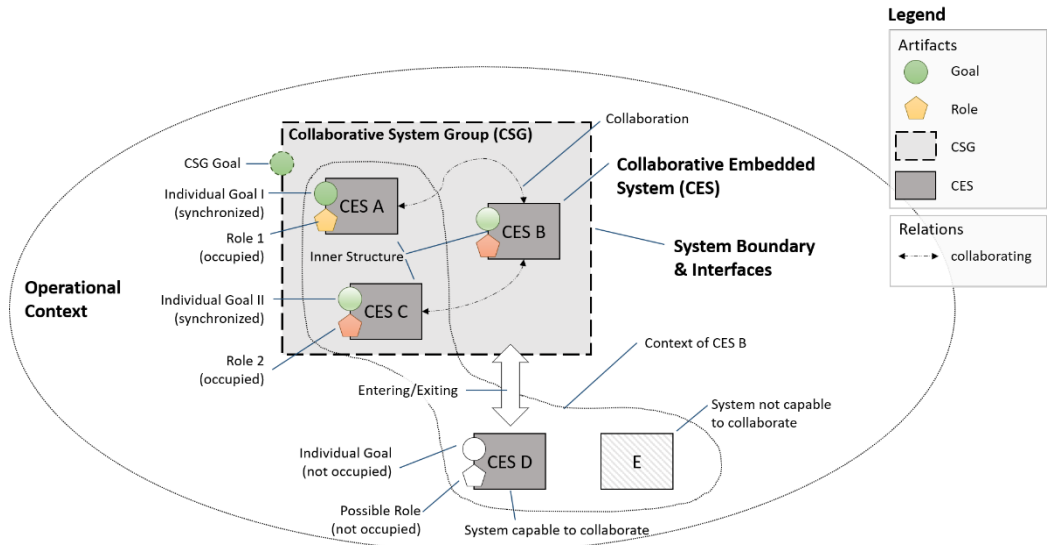 Legend
Artifacts
Goal
Role
CSG
CES
Relations
collaborating
Collaborative System Group (CSG)
Collaboration
CSG Goal
Collaborative Embedded
System (CES)
Individual Goal I
(synchronized)
CES A
CES B
Role 1
(occupied)
Inner Structure
System Boundary
& Interfaces
Operational
Context
Individual Goal II
(synchronized)
CES C
Role 2
(occupied)
Context of CES B
Entering/Exiting
System not capable
to collaborate
Individual Goal
(not occupied)
CES D
E
Possible Role
(not occupied)
System capable to collaborate